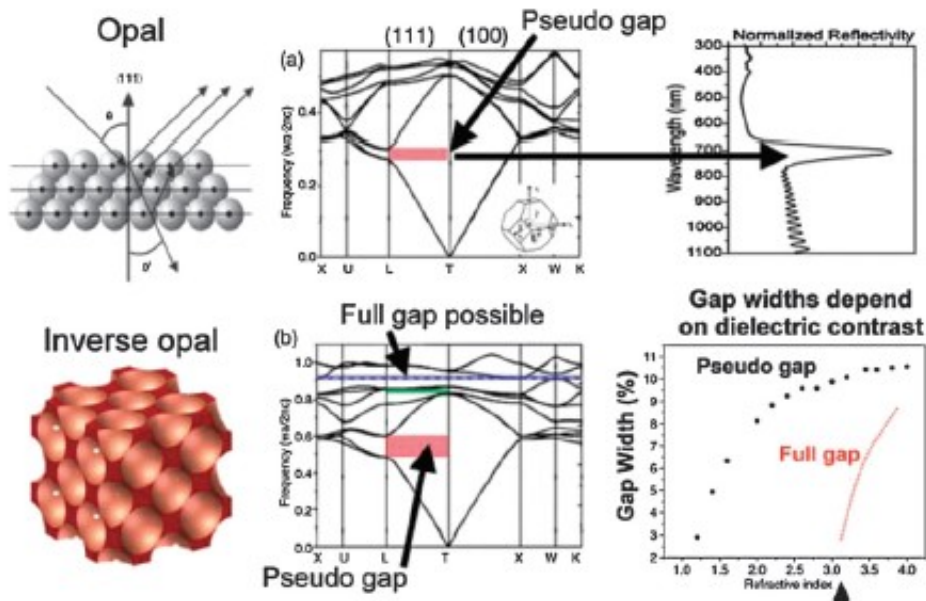 Opal
(111)
θ
θ'
Pseudo gap
(111) (100)
(a)
Frequency (wa-2nc)
0.4
0.2
0.0
X U L T X W K
Normalized Reflectivity
Wavelength (nm)
300
400
500
600
700
800
900
1000
1100
Inverse opal
Full gap possible
(b)
Frequency (wa/2nc)
1.0
0.8
0.6
0.4
0.2
0.0
X U L T X W K
Pseudo gap
Gap widths depend
on dielectric contrast
Pseudo gap
Full gap
Gap Width (%)
11
10
9
8
7
6
5
4
3
2
1.0 1.5 2.0 2.5 3.0 3.5 4.0
Refractive index